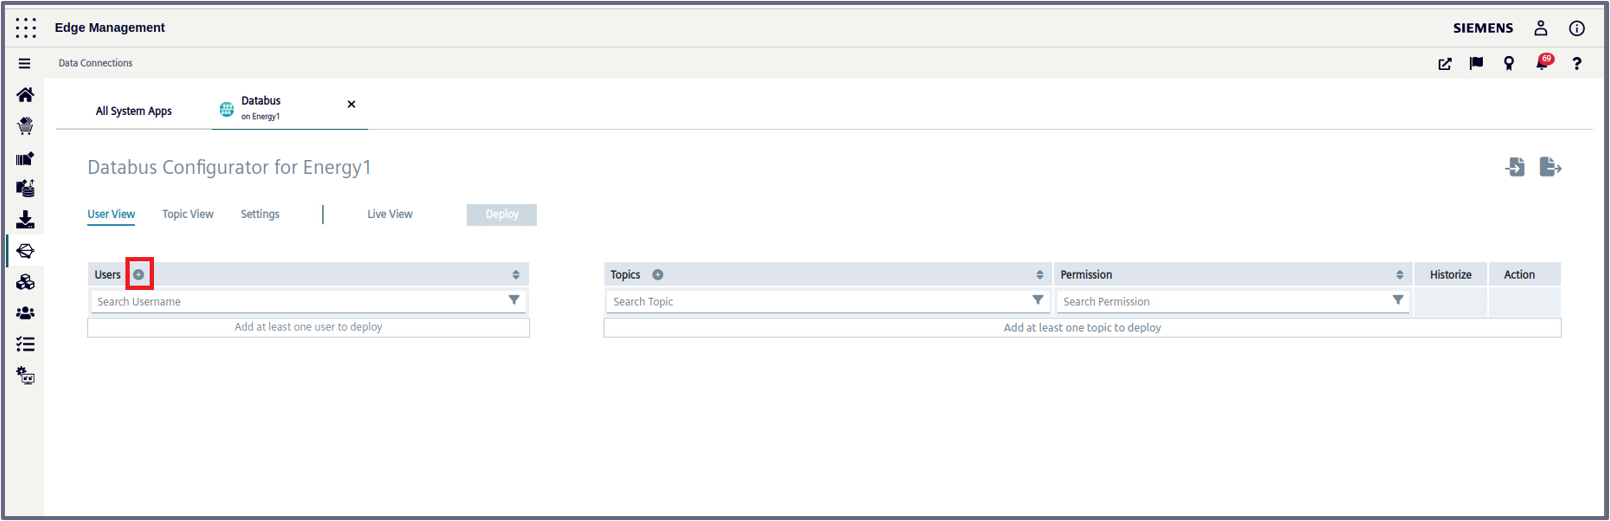 Edge Management
SIEMENS
Data Connections
69
All System Apps
Databus
on Energy1
Databus Configurator for Energy1
User View
Topic View
Settings
Live View
Deploy
Users
Topics
Permission
Historize
Action
Search Username
Search Topic
Search Permission
Add at least one user to deploy
Add at least one topic to deploy